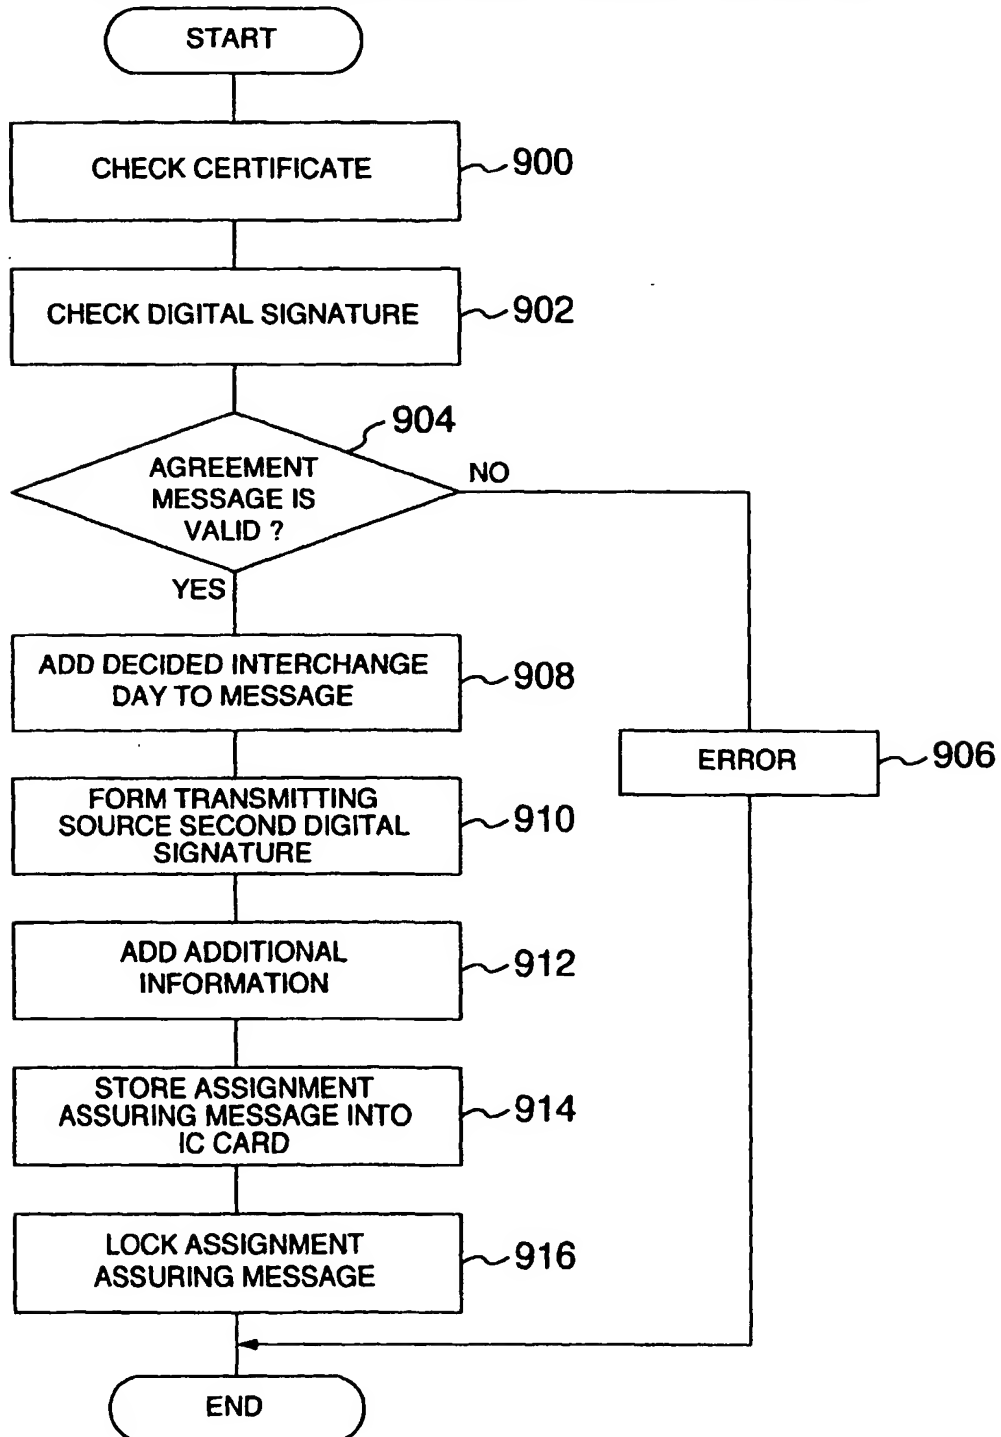 START
CHECK CERTIFICATE
900
CHECK DIGITAL SIGNATURE
902
904
AGREEMENT
MESSAGE IS
VALID ?
NO
YES
ADD DECIDED INTERCHANGE
DAY TO MESSAGE
908
ERROR
906
FORM TRANSMITTING
SOURCE SECOND DIGITAL
SIGNATURE
910
ADD ADDITIONAL
INFORMATION
912
STORE ASSIGNMENT
ASSURING MESSAGE INTO
IC CARD
914
LOCK ASSIGNMENT
ASSURING MESSAGE
916
END